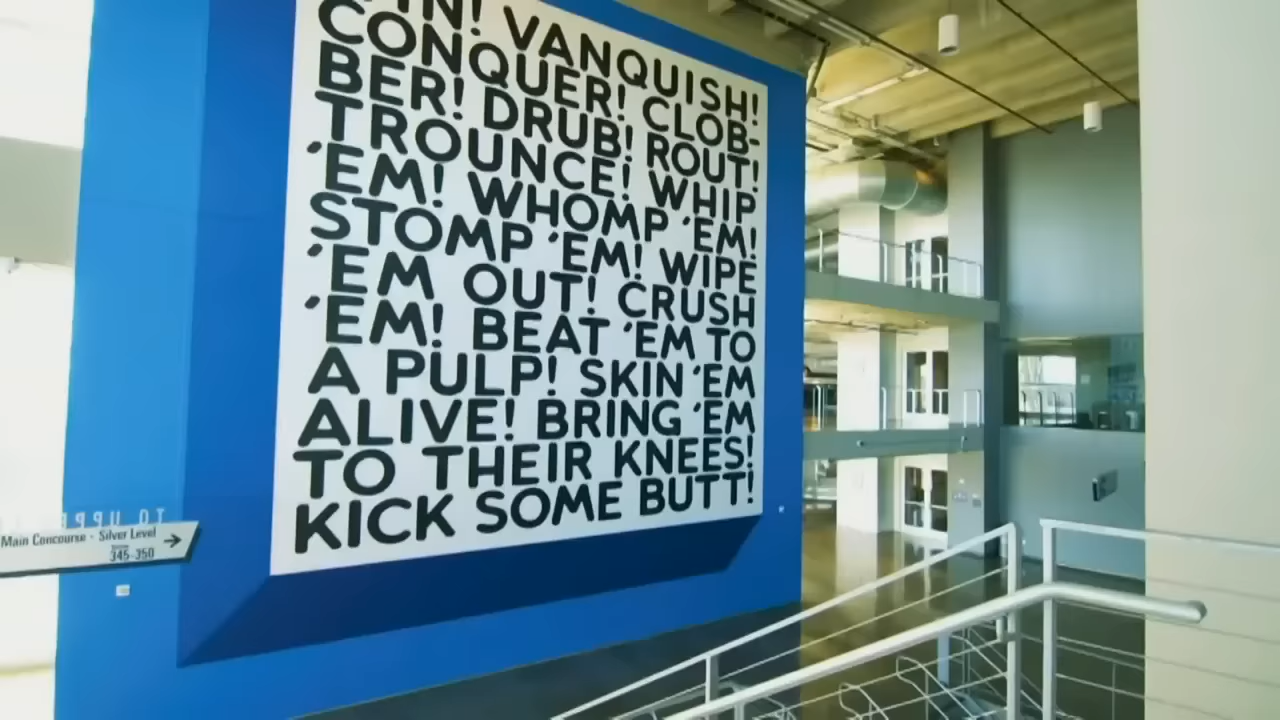 VANQUISH!
CONQUER! CLOB-
BER! DRUB! ROUT!
TROUNCE! WHIP
'EM! WHOMP 'EM!
STOMP 'EM! WIPE
'EM OUT! CRUSH
'EM! BEAT 'EM TO
A PULP! SKIN 'EM
ALIVE! BRING 'EM
TO THEIR KNEES!
KICK SOME BUTT!
TO UPPE
Main Concourse - Silver Level
345-350